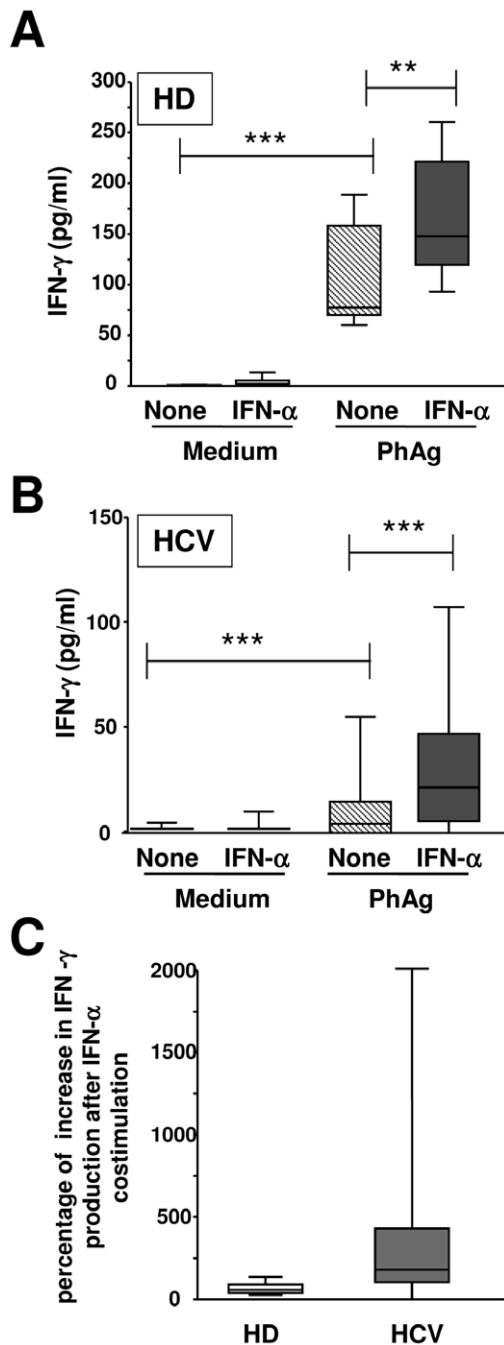 A
HD
IFN-γ (pg/ml)
300
250
200
150
100
50
0
***
**
None IFN-α None IFN-α
Medium PhAg
B
HCV
IFN-γ (pg/ml)
150
100
50
0
***
***
None IFN-α None IFN-α
Medium PhAg
C
percentage of increase in IFN -γ
production after IFN-α
costimulation
2000
1500
1000
500
0
HD HCV